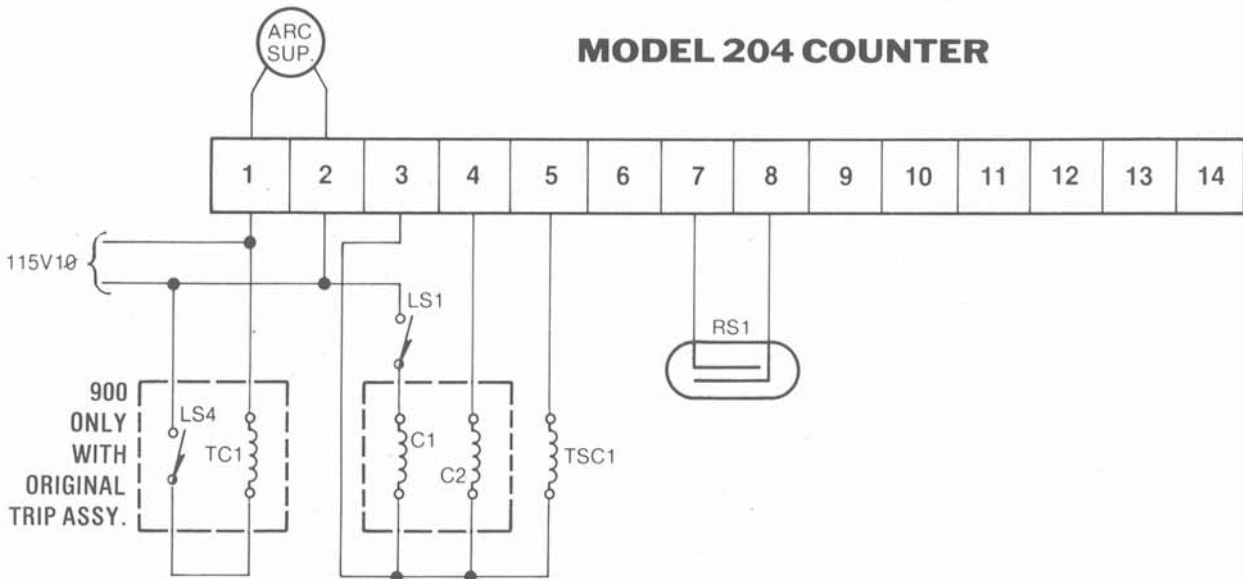 ARC
SUP.
MODEL 204 COUNTER
1 2 3 4 5 6 7 8 9 10 11 12 13 14
115V1Ø
LS1
RS1
900
ONLY
WITH
ORIGINAL
TRIP ASSY.
LS4
TC1
C1
C2
TSC1